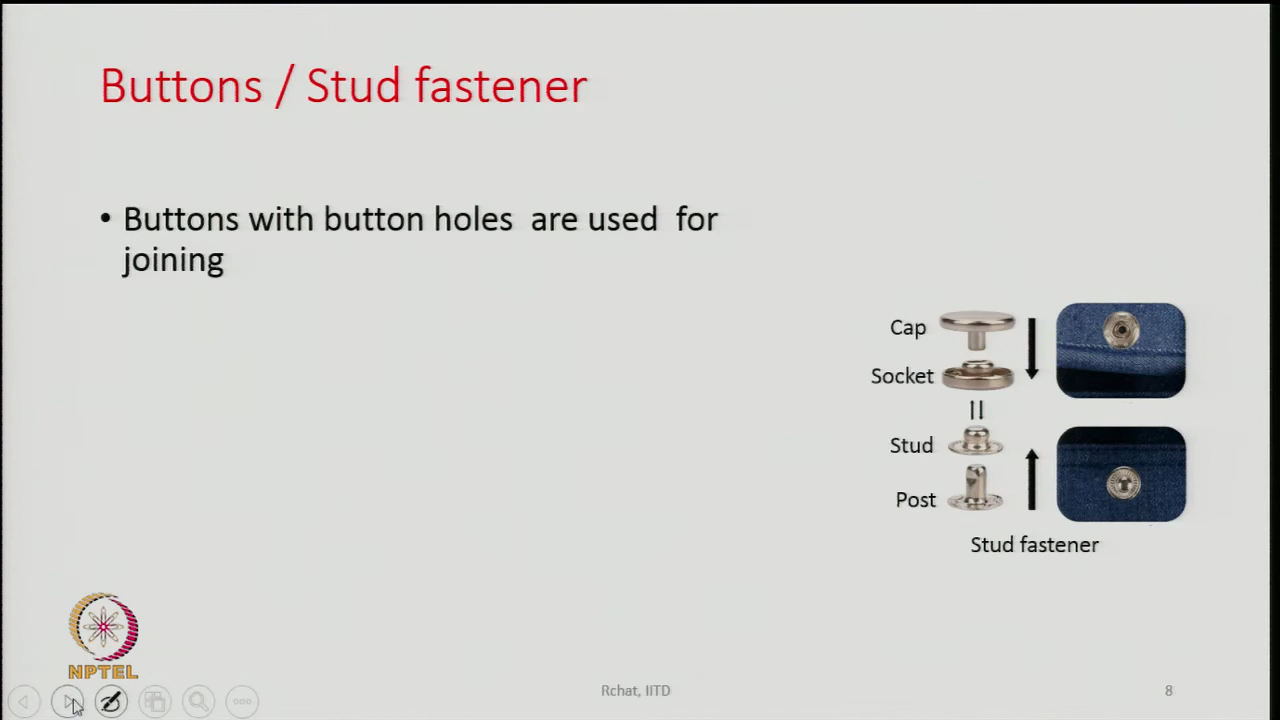 Buttons / Stud fastener
• Buttons with button holes are used for
joining
Cap
Socket
Stud
Post
Stud fastener
NPTEL
Rchat, IITD
8